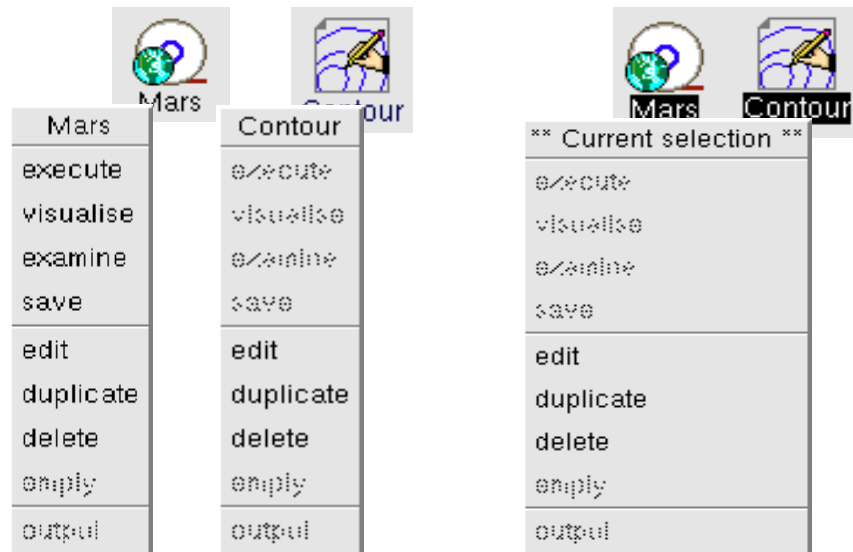 Mars
Contour
Mars
Contour
Mars
execute
visualise
examine
save
edit
duplicate
delete
empty
output
Contour
execute
visualise
examine
save
edit
duplicate
delete
empty
output
** Current selection **
execute
visualise
examine
save
edit
duplicate
delete
empty
output